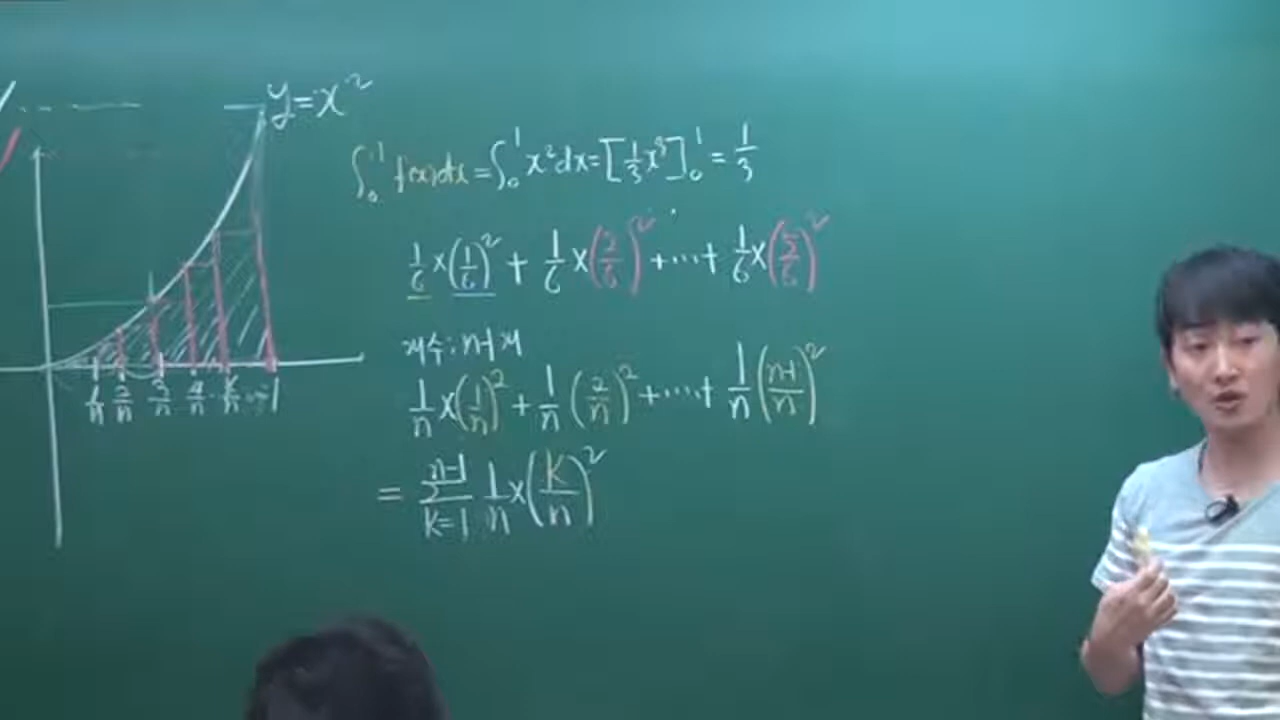 y=x²
∫₀¹ f(x)dx = ∫₀¹ x²dx = [1/3 x³]₀¹ = 1/3
1/6 × (1/6)² + 1/6 × (2/6)² + ⋯ + 1/6 × (5/6)²
개수 : n-1개
1/n × (1/n)² + 1/n (2/n)² + ⋯ + 1/n ((n-1)/n)²
= Σ_{k=1}^{n-1} 1/n × (k/n)²
1/n 2/n 3/n 4/n ⋯ k/n ⋯ 1